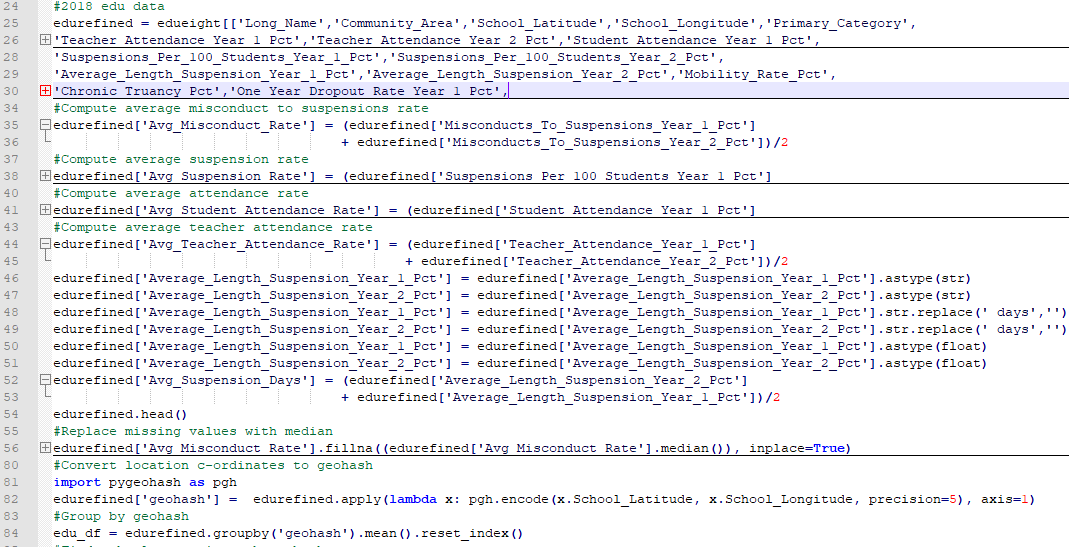 24 #2018 edu data
25 edurefined = edueight[['Long_Name','Community_Area','School_Latitude','School_Longitude','Primary_Category',
26 'Teacher_Attendance_Year_1_Pct','Teacher_Attendance_Year_2_Pct','Student_Attendance_Year_1_Pct',
28 'Suspensions_Per_100_Students_Year_1_Pct','Suspensions_Per_100_Students_Year_2_Pct',
29 'Average_Length_Suspension_Year_1_Pct','Average_Length_Suspension_Year_2_Pct','Mobility_Rate_Pct',
30 'Chronic_Truancy_Pct','One_Year_Dropout_Rate_Year_1_Pct',
34 #Compute average misconduct to suspensions rate
35 edurefined['Avg_Misconduct_Rate'] = (edurefined['Misconducts_To_Suspensions_Year_1_Pct']
36 + edurefined['Misconducts_To_Suspensions_Year_2_Pct'])/2
37 #Compute average suspension rate
38 edurefined['Avg_Suspension_Rate'] = (edurefined['Suspensions_Per_100_Students_Year_1_Pct']
40 #Compute average attendance rate
41 edurefined['Avg_Student_Attendance_Rate'] = (edurefined['Student_Attendance_Year_1_Pct']
43 #Compute average teacher attendance rate
44 edurefined['Avg_Teacher_Attendance_Rate'] = (edurefined['Teacher_Attendance_Year_1_Pct']
45 + edurefined['Teacher_Attendance_Year_2_Pct'])/2
46 edurefined['Average_Length_Suspension_Year_1_Pct'] = edurefined['Average_Length_Suspension_Year_1_Pct'].astype(str)
47 edurefined['Average_Length_Suspension_Year_2_Pct'] = edurefined['Average_Length_Suspension_Year_2_Pct'].astype(str)
48 edurefined['Average_Length_Suspension_Year_1_Pct'] = edurefined['Average_Length_Suspension_Year_1_Pct'].str.replace(' days','')
49 edurefined['Average_Length_Suspension_Year_2_Pct'] = edurefined['Average_Length_Suspension_Year_2_Pct'].str.replace(' days','')
50 edurefined['Average_Length_Suspension_Year_1_Pct'] = edurefined['Average_Length_Suspension_Year_1_Pct'].astype(float)
51 edurefined['Average_Length_Suspension_Year_2_Pct'] = edurefined['Average_Length_Suspension_Year_2_Pct'].astype(float)
52 edurefined['Avg_Suspension_Days'] = (edurefined['Average_Length_Suspension_Year_2_Pct']
53 + edurefined['Average_Length_Suspension_Year_1_Pct'])/2
54 edurefined.head()
55 #Replace missing values with median
56 edurefined['Avg_Misconduct_Rate'].fillna((edurefined['Avg_Misconduct_Rate'].median()), inplace=True)
80 #Convert location c-ordinates to geohash
81 import pygeohash as pgh
82 edurefined['geohash'] =  edurefined.apply(lambda x: pgh.encode(x.School_Latitude, x.School_Longitude, precision=5), axis=1)
83 #Group by geohash
84 edu_df = edurefined.groupby('geohash').mean().reset_index()